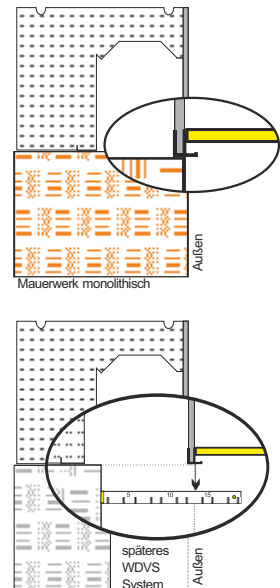 Außen
Mauerwerk monolithisch
5 10 15
späteres
WDVS
System
Außen